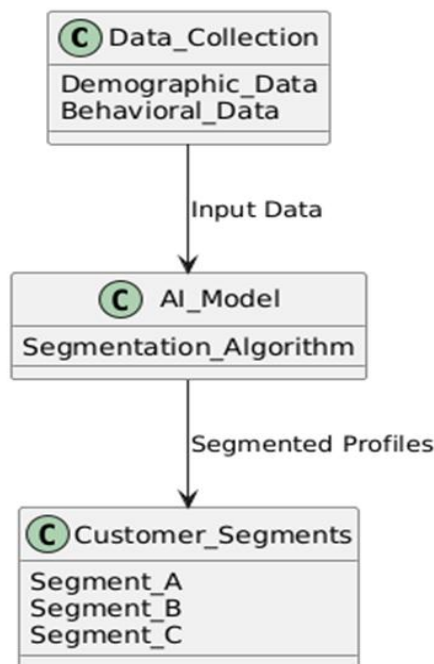 C Data_Collection
Demographic_Data
Behavioral_Data
Input Data
C AI_Model
Segmentation_Algorithm
Segmented Profiles
C Customer_Segments
Segment_A
Segment_B
Segment_C